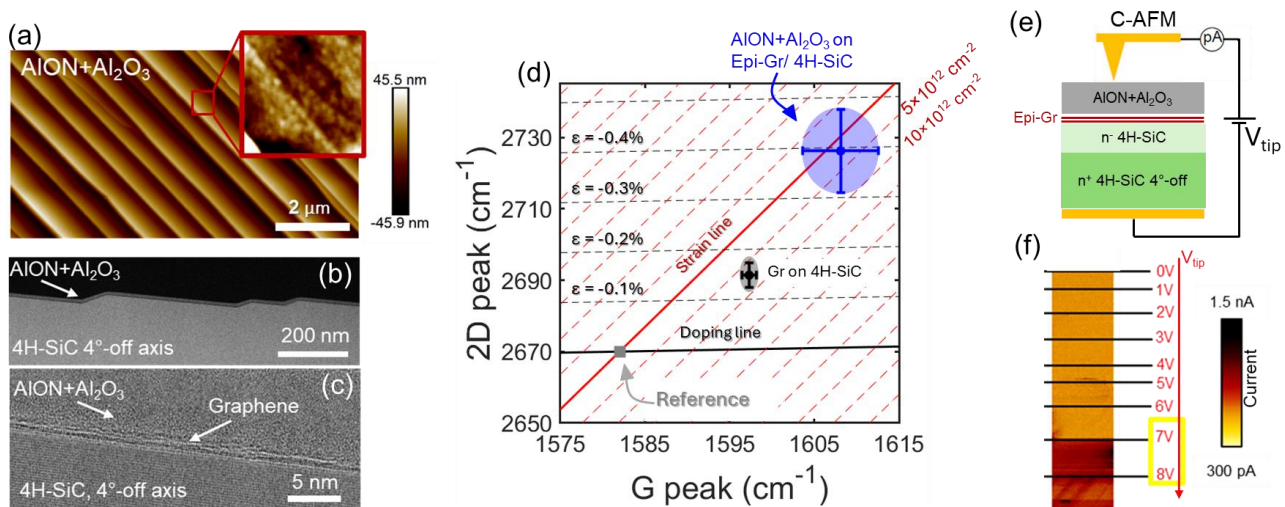 (a)
AlON+Al₂O₃
45.5 nm
-45.9 nm
2 μm
(b)
AlON+Al₂O₃
200 nm
4H-SiC 4°-off axis
(c)
AlON+Al₂O₃
Graphene
5 nm
4H-SiC, 4°-off axis
(d)
AlON+Al₂O₃ on
Epi-Gr/ 4H-SiC
5×10¹² cm⁻²
10×10¹² cm⁻²
2D peak (cm⁻¹)
2730
2710
2690
2670
2650
ε = -0.4%
ε = -0.3%
ε = -0.2%
ε = -0.1%
Strain line
Gr on 4H-SiC
Doping line
Reference
1575
1585
1595
1605
1615
G peak (cm⁻¹)
(e)
C-AFM
pA
AlON+Al₂O₃
Epi-Gr
n⁻ 4H-SiC
n⁺ 4H-SiC 4°-off
V_tip
(f)
V_tip
0V
1V
2V
3V
4V
5V
6V
7V
8V
1.5 nA
Current
300 pA